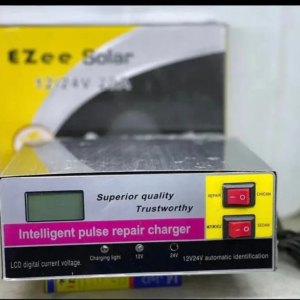 EZee Solar
12/24V
Superior quality
Trustworthy
Intelligent pulse repair charger
Charging light 12V 24V
LCD digital current voltage.
12V24V automatic identification